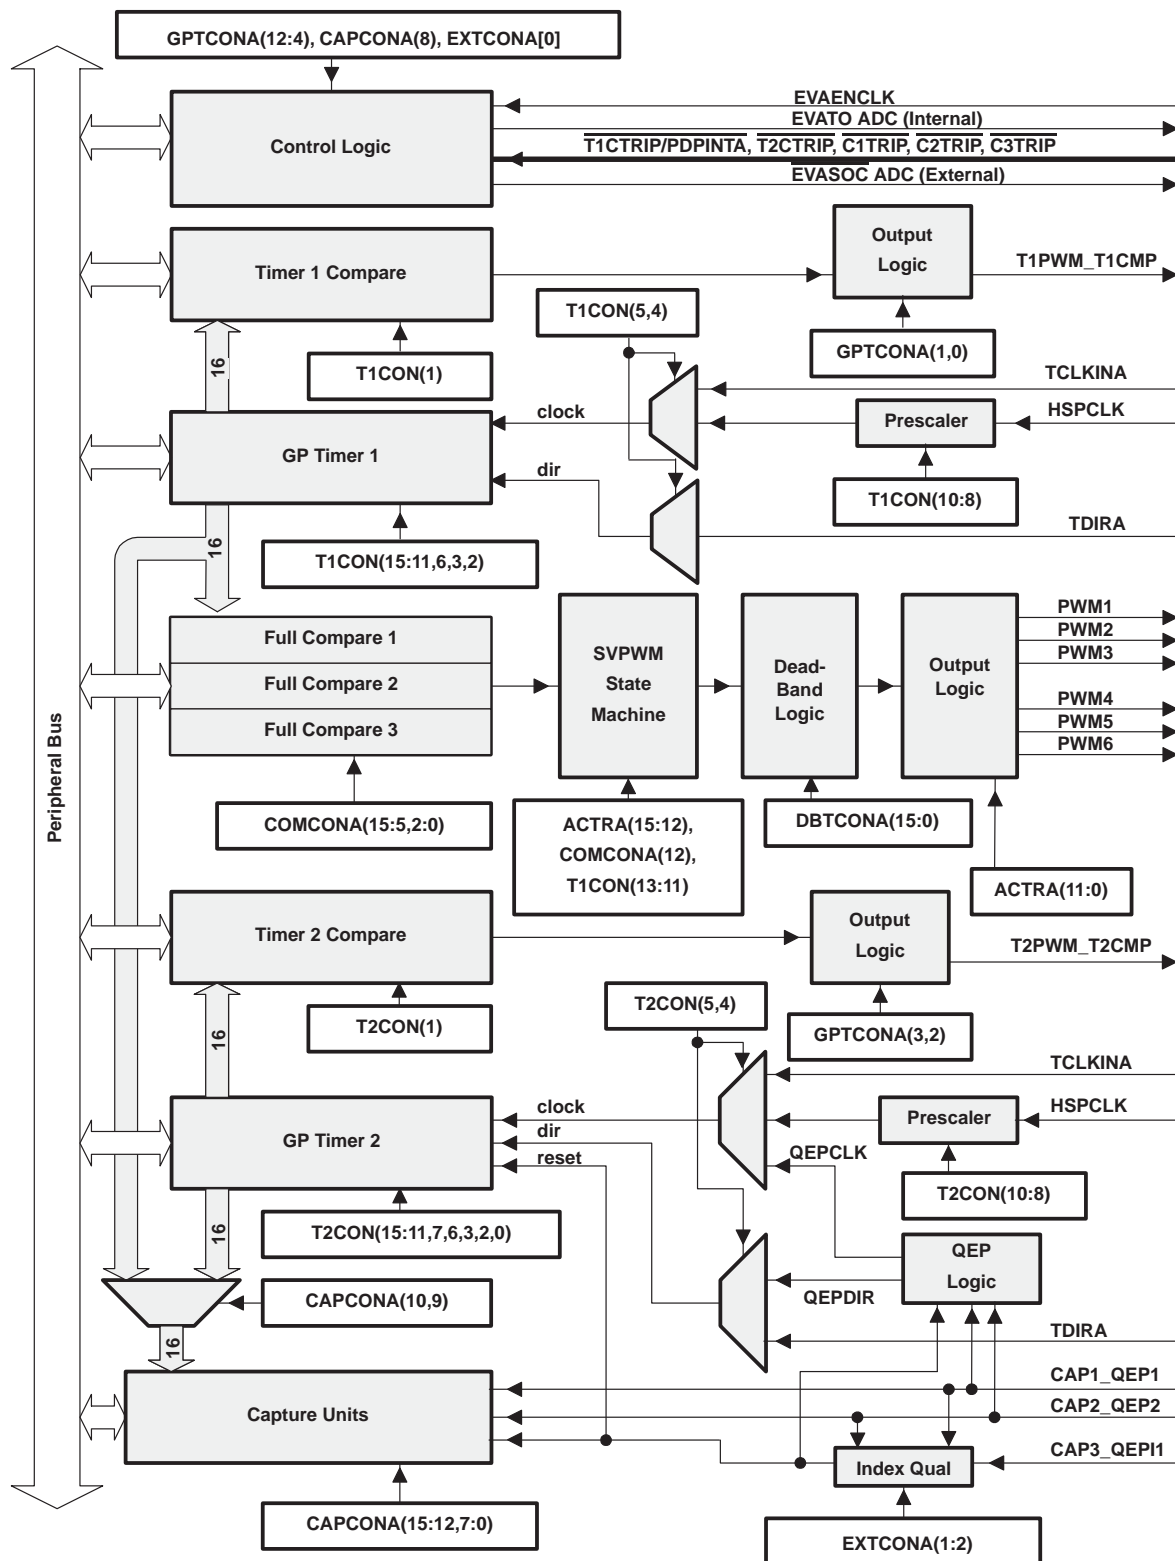 GPTCONA(12:4), CAPCONA(8), EXTCONA[0]
EVAENCLK
EVATO ADC (Internal)
Control Logic
T1CTRIP/PDPINTA, T2CTRIP, C1TRIP, C2TRIP, C3TRIP
EVASOC ADC (External)
Output
Logic
Timer 1 Compare
T1PWM_T1CMP
T1CON(5,4)
GPTCONA(1,0)
16
T1CON(1)
TCLKINA
clock
Prescaler
HSPCLK
GP Timer 1
dir
T1CON(10:8)
TDIRA
16
T1CON(15:11,6,3,2)
Full Compare 1
Full Compare 2
Full Compare 3
SVPWM
State
Machine
Dead-
Band
Logic
Output
Logic
PWM1
PWM2
PWM3
PWM4
PWM5
PWM6
Peripheral Bus
COMCONA(15:5,2:0)
ACTRA(15:12),
COMCONA(12),
T1CON(13:11)
DBTCONA(15:0)
ACTRA(11:0)
Timer 2 Compare
Output
Logic
T2PWM_T2CMP
T2CON(1)
T2CON(5,4)
GPTCONA(3,2)
16
TCLKINA
clock
Prescaler
HSPCLK
GP Timer 2
dir
reset
QEPCLK
T2CON(10:8)
16
T2CON(15:11,7,6,3,2,0)
QEP
Logic
CAPCONA(10,9)
QEPDIR
TDIRA
16
Capture Units
CAP1_QEP1
CAP2_QEP2
Index Qual
CAP3_QEPI1
CAPCONA(15:12,7:0)
EXTCONA(1:2)